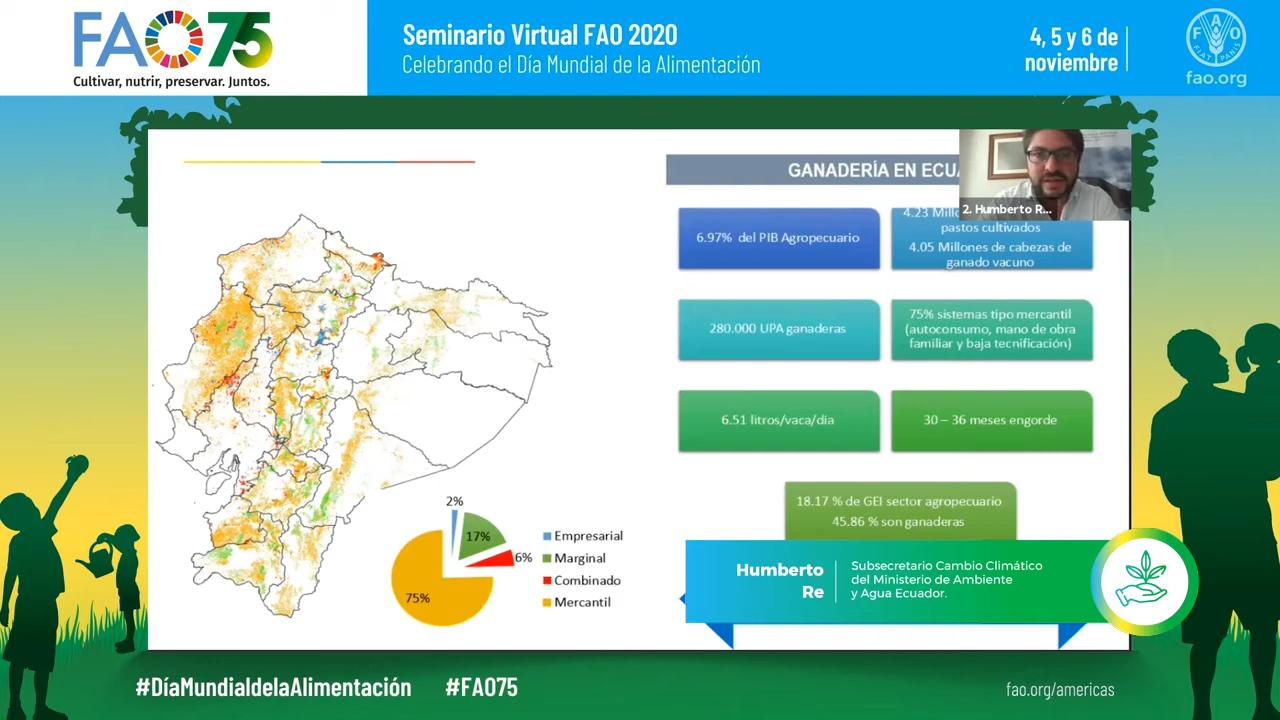 FAO75
Cultivar, nutrir, preservar. Juntos.
Seminario Virtual FAO 2020
Celebrando el Día Mundial de la Alimentación
4, 5 y 6 de
noviembre
FAO
FIAT PANIS
fao.org
GANADERÍA EN
2. Humberto R...
6.97% del PIB Agropecuario
4.23
pastos cultivados
4.05 Millones de cabezas de
ganado vacuno
280.000 UPA ganaderas
75% sistemas tipo mercantil
(autoconsumo, mano de obra
familiar y baja tecnificación)
6.51 litros/vaca/día
30 – 36 meses engorde
18.17 % de GEI sector agropecuario
45.86 % son ganaderas
2%
17%
6%
75%
Empresarial
Marginal
Combinado
Mercantil
Humberto
Re
Subsecretario Cambio Climático
del Ministerio de Ambiente
y Agua Ecuador.
#DíaMundialdelaAlimentación
#FAO75
fao.org/americas